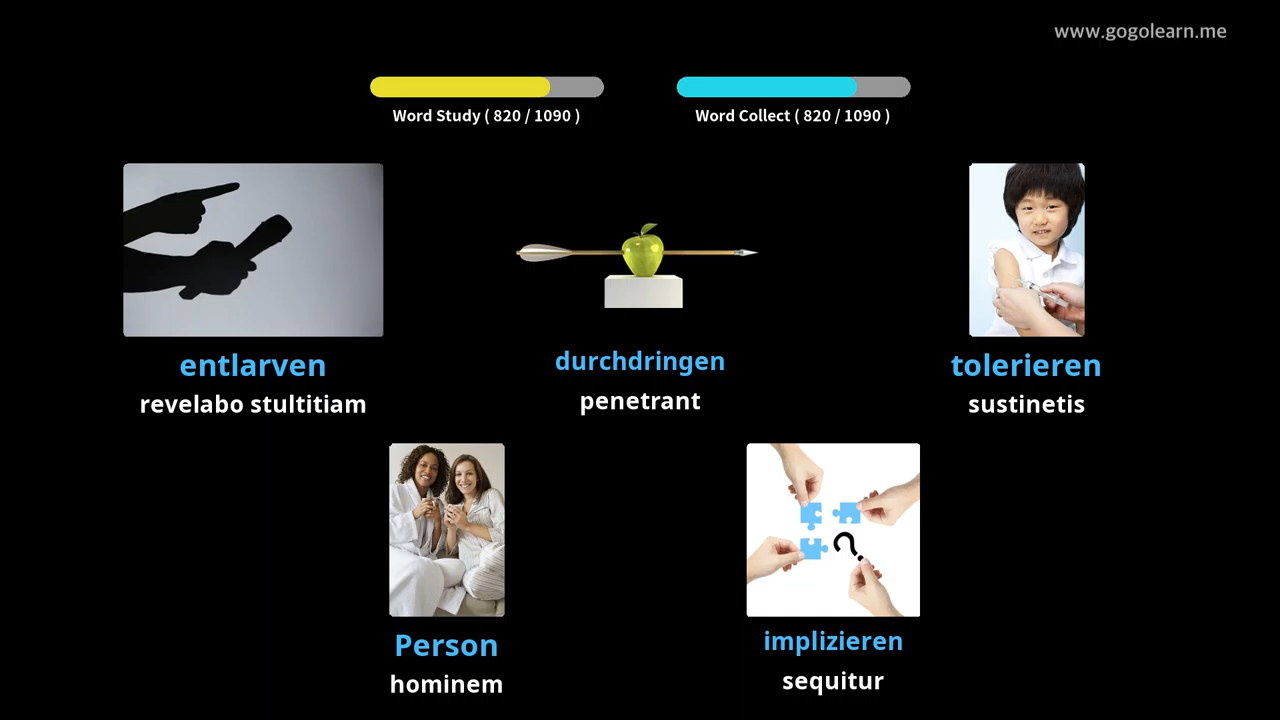 www.gogolearn.me
Word Study ( 820 / 1090 )
Word Collect ( 820 / 1090 )
entlarven
revelabo stultitiam
durchdringen
penetrant
tolerieren
sustinetis
Person
hominem
implizieren
sequitur